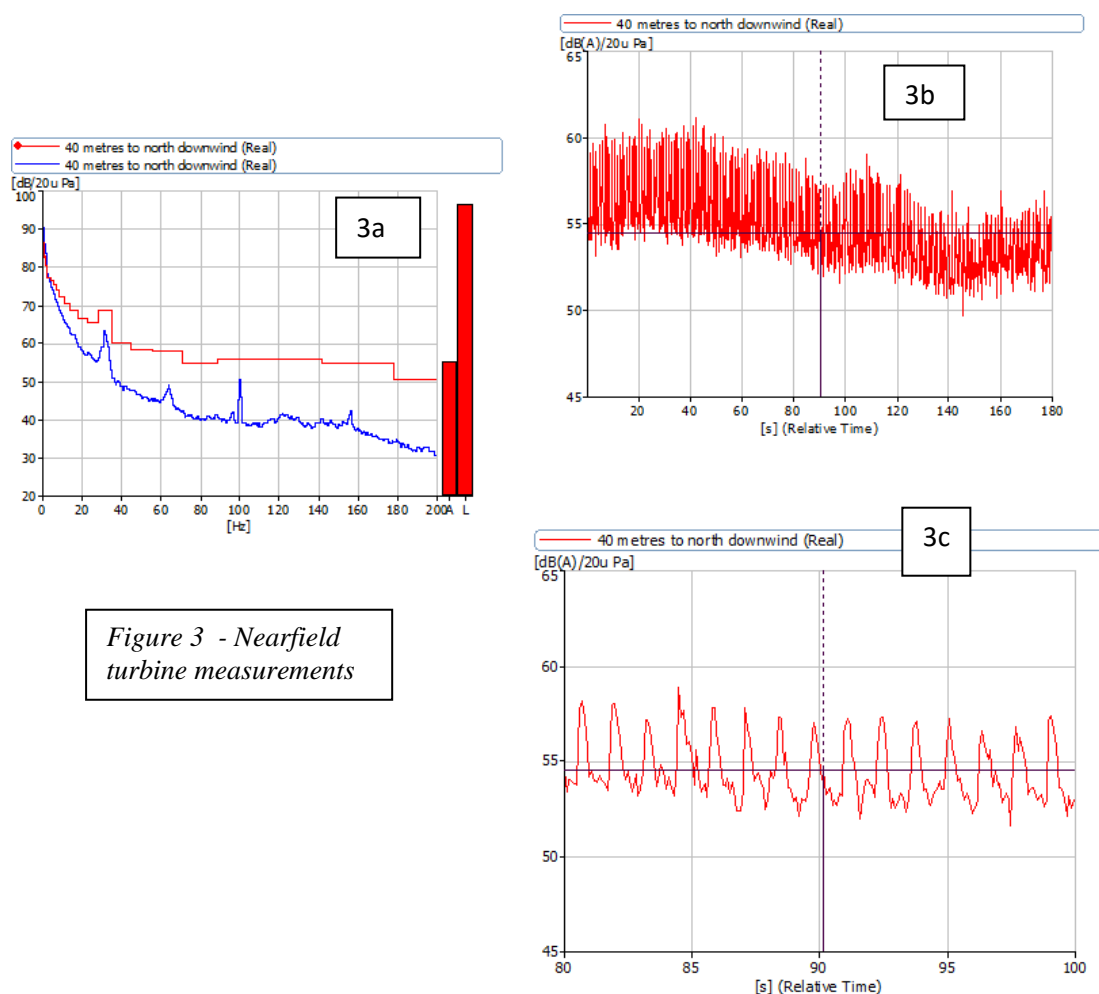 40 metres to north downwind (Real)
[dB(A)/20u Pa]
65
60
55
50
45
20 40 60 80 100 120 140 160 180
[s] (Relative Time)
3b
40 metres to north downwind (Real)
40 metres to north downwind (Real)
[dB/20u Pa]
100
90
80
70
60
50
40
30
20
0 20 40 60 80 100 120 140 160 180 200 A L
[Hz]
3a
Figure 3 - Nearfield
turbine measurements
40 metres to north downwind (Real)
3c
[dB(A)/20u Pa]
65
60
55
50
45
80 85 90 95 100
[s] (Relative Time)